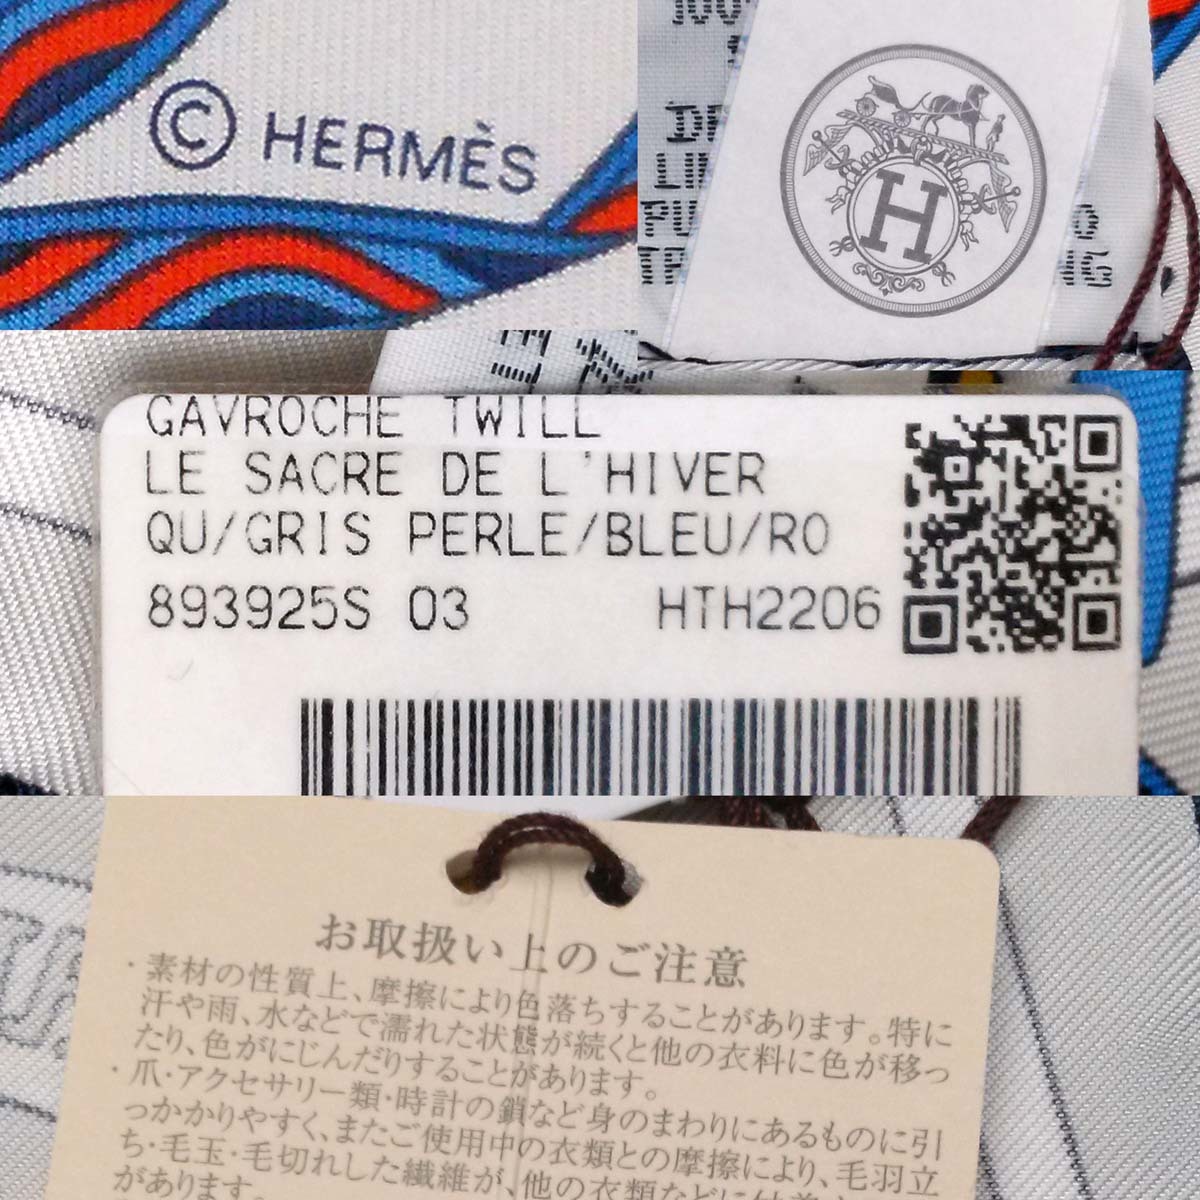 © HERMÈS
100
DE
H
GAVROCHE TWILL
LE SACRE DE L'HIVER
QU/GRIS PERLE/BLEU/RO
893925S 03 HTH2206
お取扱い上のご注意
・素材の性質上、摩擦により色落ちすることがあります。特に
汗や雨、水などで濡れた状態が続くと他の衣料に色が移っ
たり、色がにじんだりすることがあります。
・爪・アクセサリー類・時計の鎖など身のまわりにあるものに引
っかかりやすく、またご使用中の衣類との摩擦により、毛羽立
ち・毛玉・毛切れした繊維が、他の衣類などに付着
があります。